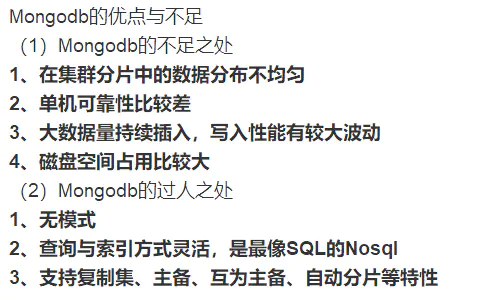 Mongodb的优点与不足
（1）Mongodb的不足之处
1、在集群分片中的数据分布不均匀
2、单机可靠性比较差
3、大数据量持续插入，写入性能有较大波动
4、磁盘空间占用比较大
（2）Mongodb的过人之处
1、无模式
2、查询与索引方式灵活，是最像SQL的Nosql
3、支持复制集、主备、互为主备、自动分片等特性